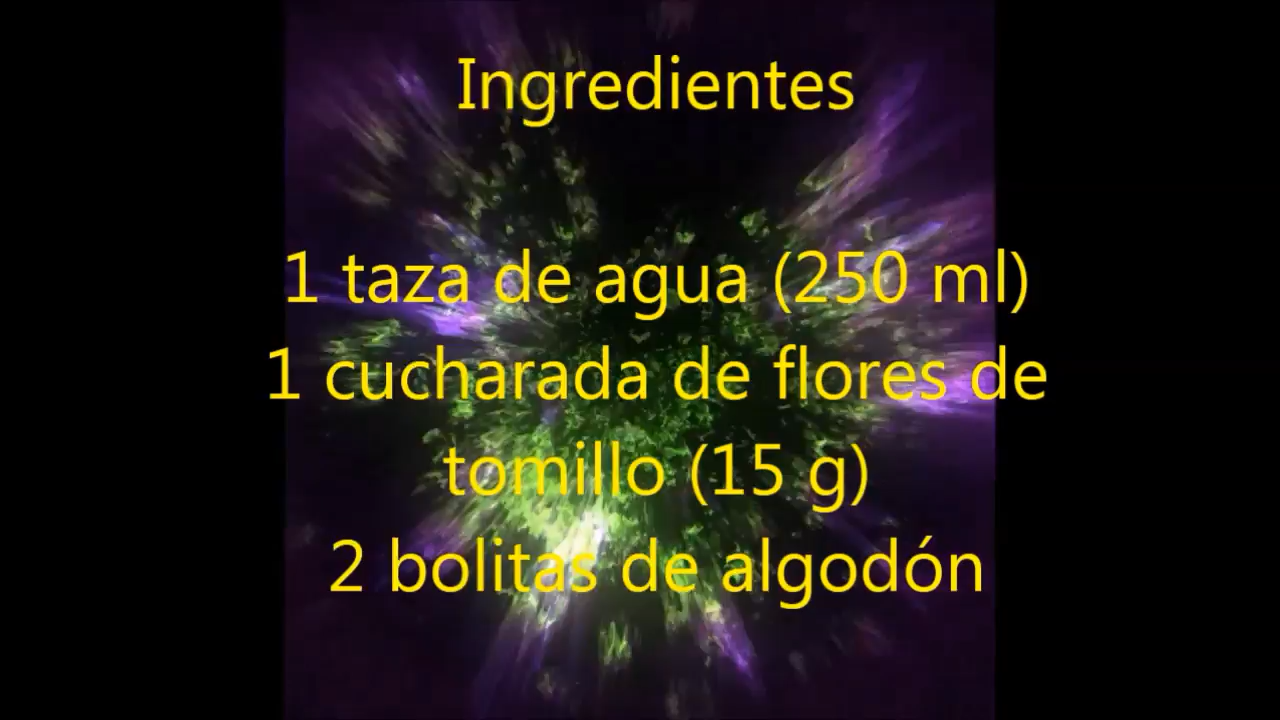 Ingredientes
1 taza de agua (250 ml)
1 cucharada de flores de
tomillo (15 g)
2 bolitas de algodón